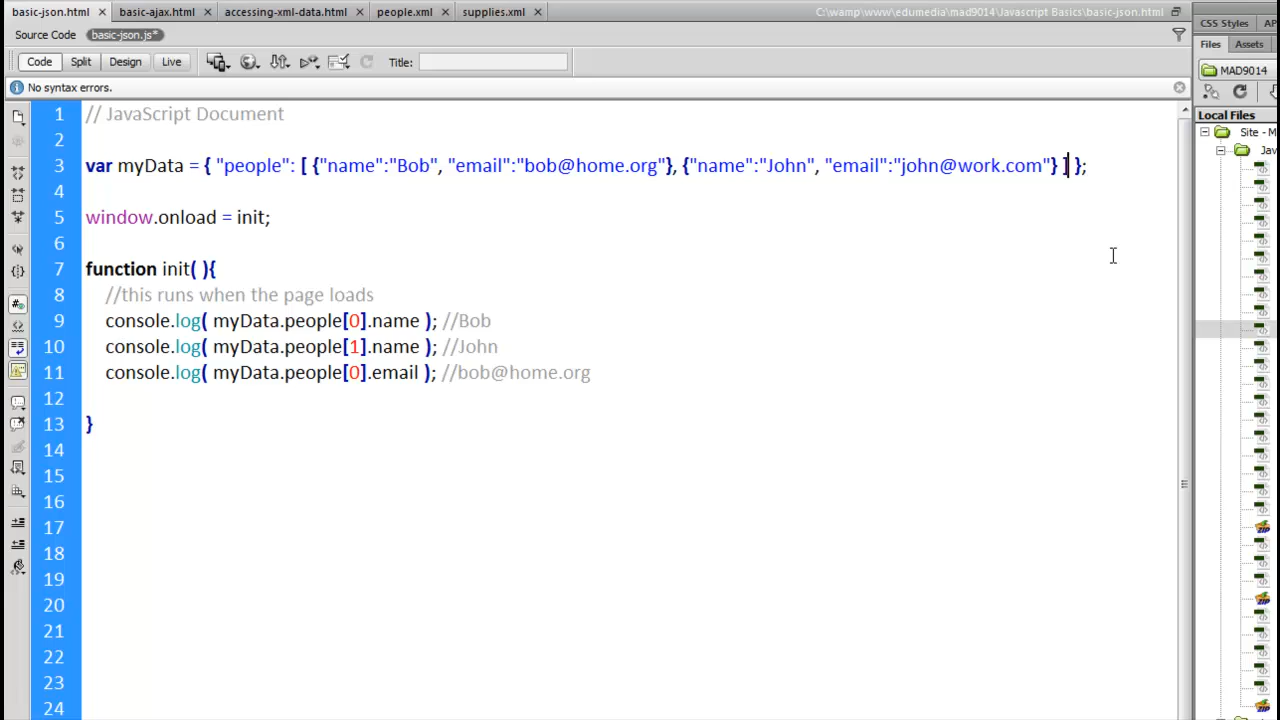 basic-json.html × basic-ajax.html × accessing-xml-data.html × people.xml × supplies.xml × C:\wamp\www\edumedia\mad9014\Javascript Basics\basic-json.html
CSS Styles AP
Source Code basic-json.js*
Files Assets
Code Split Design Live Title:
MAD9014
No syntax errors.
Local Files
Site - M
Jav
1 // JavaScript Document
2
3 var myData = { "people": [ {"name":"Bob", "email":"bob@home.org"}, {"name":"John", "email":"john@work.com"} ] };
4
5 window.onload = init;
6
7 function init( ){
8 //this runs when the page loads
9 console.log( myData.people[0].name ); //Bob
10 console.log( myData.people[1].name ); //John
11 console.log( myData.people[0].email ); //bob@home.org
12
13 }
14
15
16
17
18
19
20
21
22
23
24